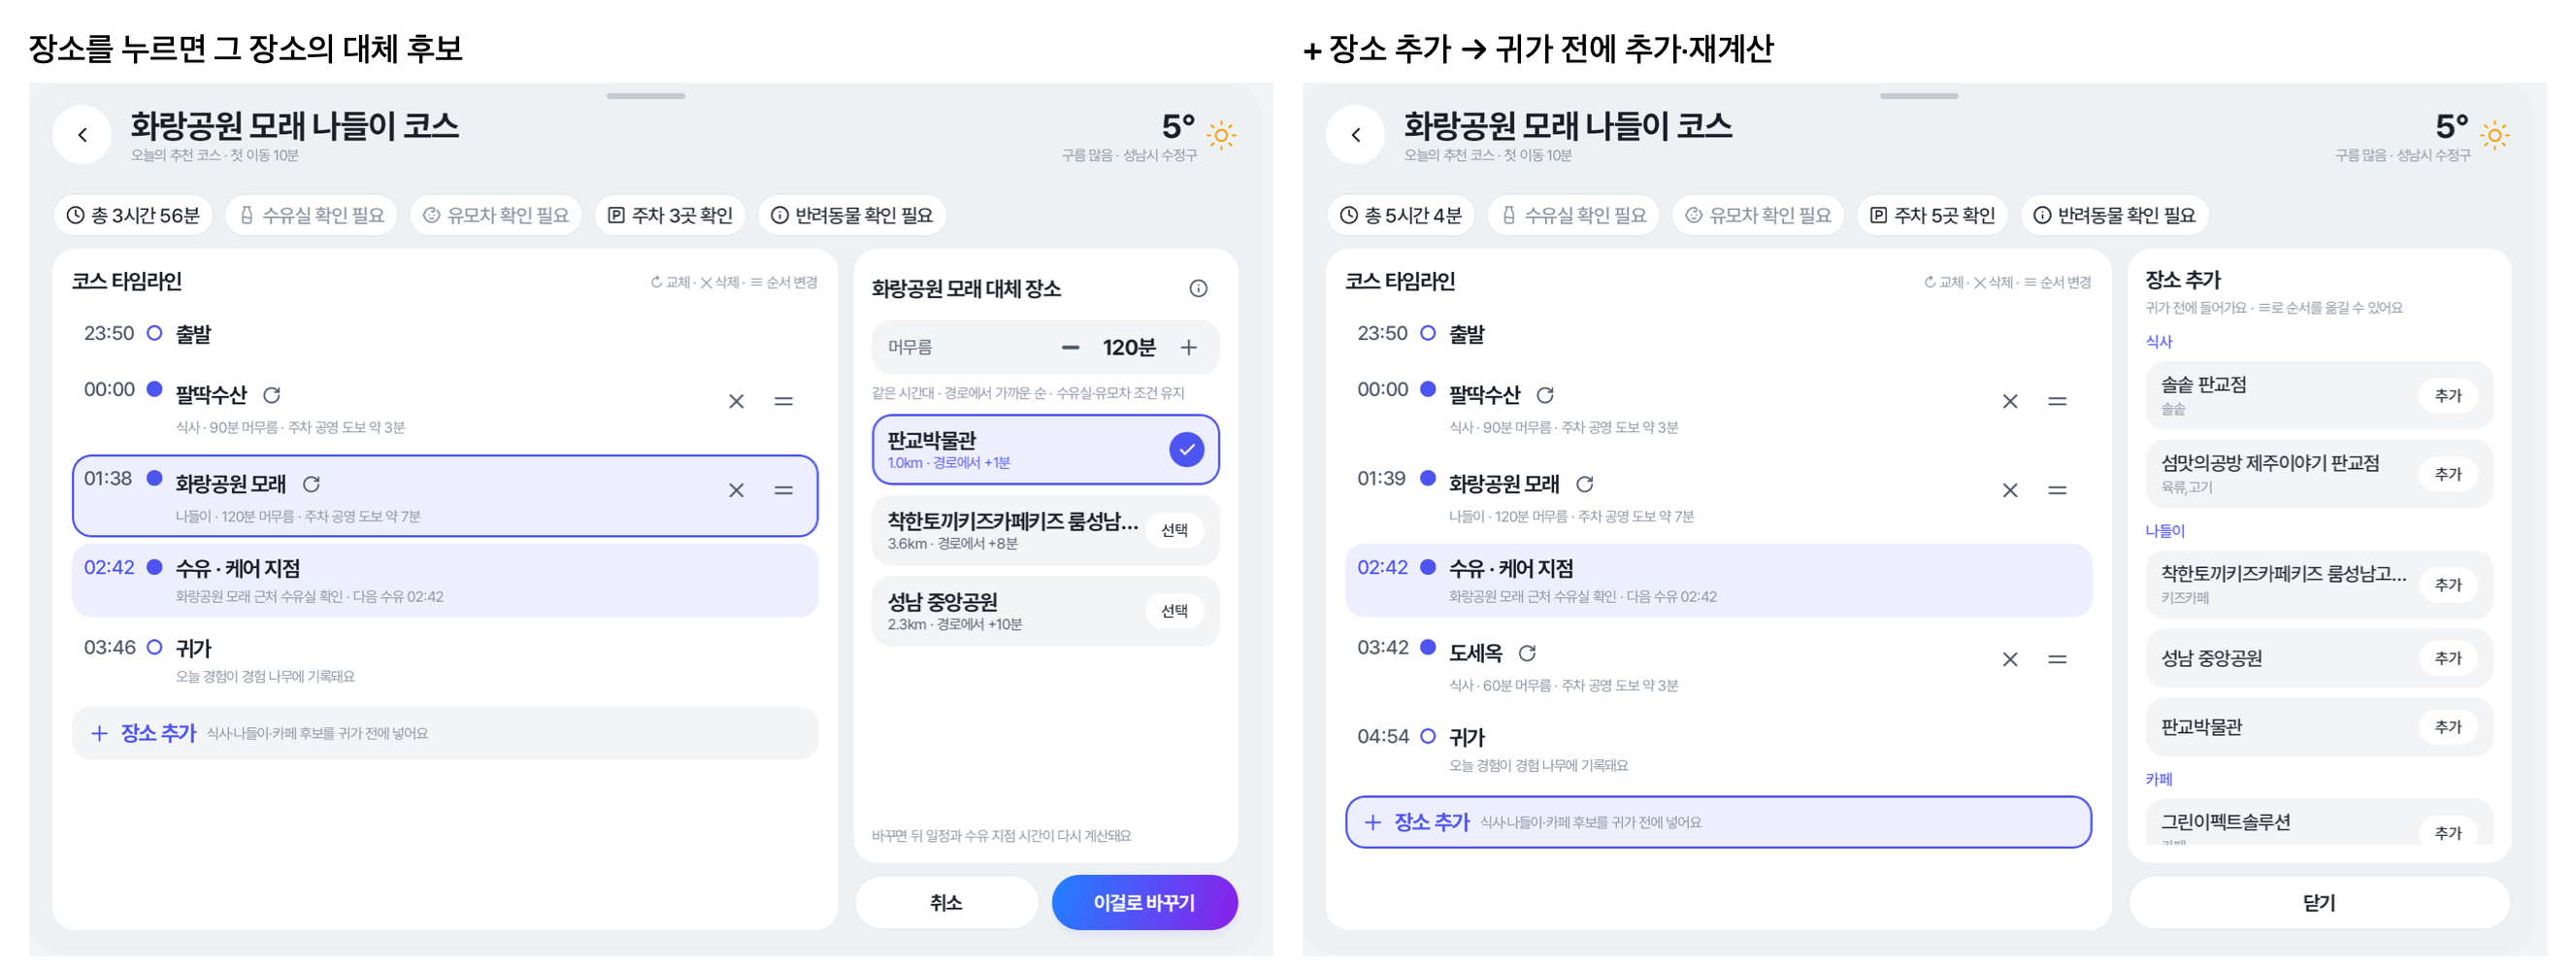 장소를 누르면 그 장소의 대체 후보
화랑공원 모래 나들이 코스
오늘의 추천 코스 · 첫 이동 10분
5°
구름 많음 · 성남시 수정구
총 3시간 56분
수유실 확인 필요
유모차 확인 필요
주차 3곳 확인
반려동물 확인 필요
코스 타임라인
교체 · 삭제 · 순서 변경
23:50 출발
00:00 팔딱수산
식사 · 90분 머무름 · 주차 공영 도보 약 3분
01:38 화랑공원 모래
나들이 · 120분 머무름 · 주차 공영 도보 약 7분
02:42 수유 · 케어 지점
화랑공원 모래 근처 수유실 확인 · 다음 수유 02:42
03:46 귀가
오늘 경험이 경험 나무에 기록돼요
+ 장소 추가 식사·나들이·카페 후보를 귀가 전에 넣어요
화랑공원 모래 대체 장소
머무름 − 120분 +
같은 시간대 · 경로에서 가까운 순 · 수유실·유모차 조건 유지
판교박물관
1.0km · 경로에서 +1분
착한토끼키즈카페키즈 룸성남...
3.6km · 경로에서 +8분
선택
성남 중앙공원
2.3km · 경로에서 +10분
선택
바꾸면 뒤 일정과 수유 지점 시간이 다시 계산돼요
취소
이걸로 바꾸기
+ 장소 추가 → 귀가 전에 추가·재계산
화랑공원 모래 나들이 코스
오늘의 추천 코스 · 첫 이동 10분
5°
구름 많음 · 성남시 수정구
총 5시간 4분
수유실 확인 필요
유모차 확인 필요
주차 5곳 확인
반려동물 확인 필요
코스 타임라인
교체 · 삭제 · 순서 변경
23:50 출발
00:00 팔딱수산
식사 · 90분 머무름 · 주차 공영 도보 약 3분
01:39 화랑공원 모래
나들이 · 120분 머무름 · 주차 공영 도보 약 7분
02:42 수유 · 케어 지점
화랑공원 모래 근처 수유실 확인 · 다음 수유 02:42
03:42 도세옥
식사 · 60분 머무름 · 주차 공영 도보 약 3분
04:54 귀가
오늘 경험이 경험 나무에 기록돼요
+ 장소 추가 식사·나들이·카페 후보를 귀가 전에 넣어요
장소 추가
귀가 전에 들어가요 · ≡로 순서를 옮길 수 있어요
식사
솔솥 판교점
솔솥
추가
섬맛의공방 제주이야기 판교점
육류,고기
추가
나들이
착한토끼키즈카페키즈 룸성남고...
키즈카페
추가
성남 중앙공원
추가
판교박물관
추가
카페
그린이펙트솔루션
추가
닫기